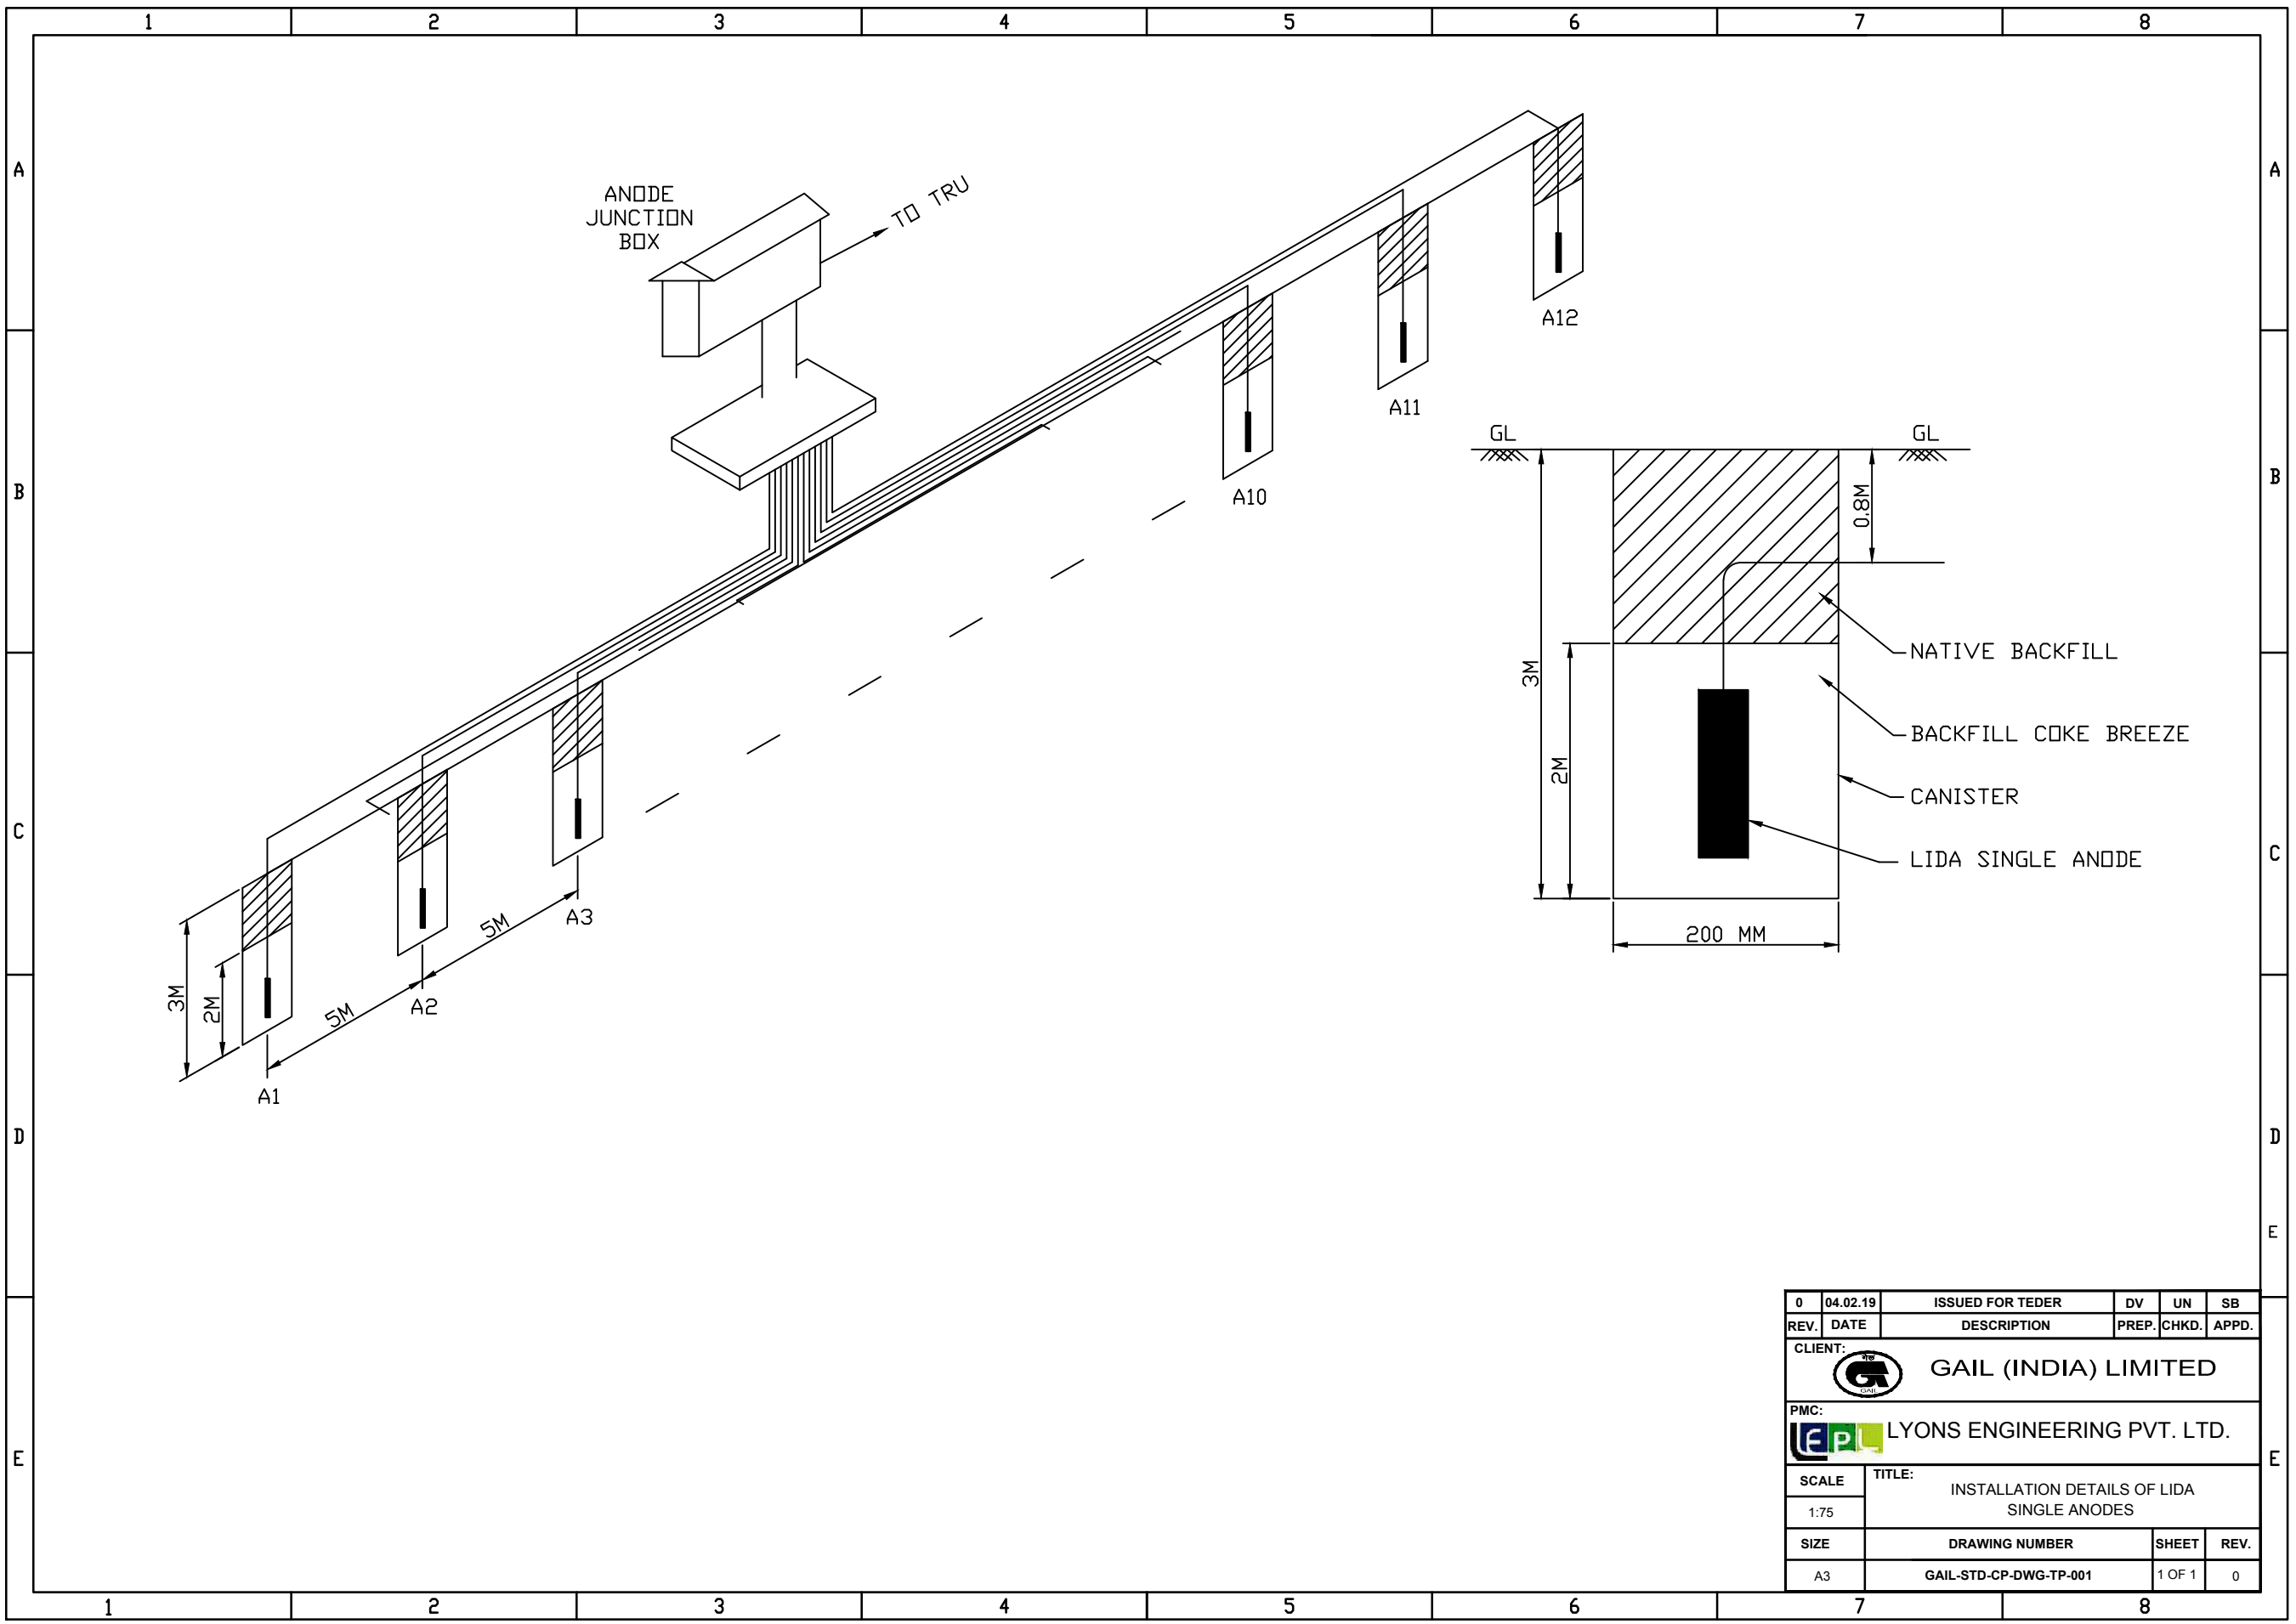 1 2 3 4 5 6 7 8
A
B
C
D
E
A
B
C
D
E
E
ANODE
JUNCTION
BOX
TO TRU
A12
A11
A10
A3
A2
A1
5M
5M
3M
2M
GL
GL
0.8M
3M
2M
200 MM
NATIVE BACKFILL
BACKFILL COKE BREEZE
CANISTER
LIDA SINGLE ANODE
0 04.02.19 ISSUED FOR TEDER DV UN SB
REV. DATE DESCRIPTION PREP. CHKD. APPD.
CLIENT:
GAIL
GAIL (INDIA) LIMITED
PMC:
LEPL
LYONS ENGINEERING PVT. LTD.
SCALE
1:75
TITLE:
INSTALLATION DETAILS OF LIDA
SINGLE ANODES
SIZE DRAWING NUMBER SHEET REV.
A3 GAIL-STD-CP-DWG-TP-001 1 OF 1 0
1 2 3 4 5 6 7 8